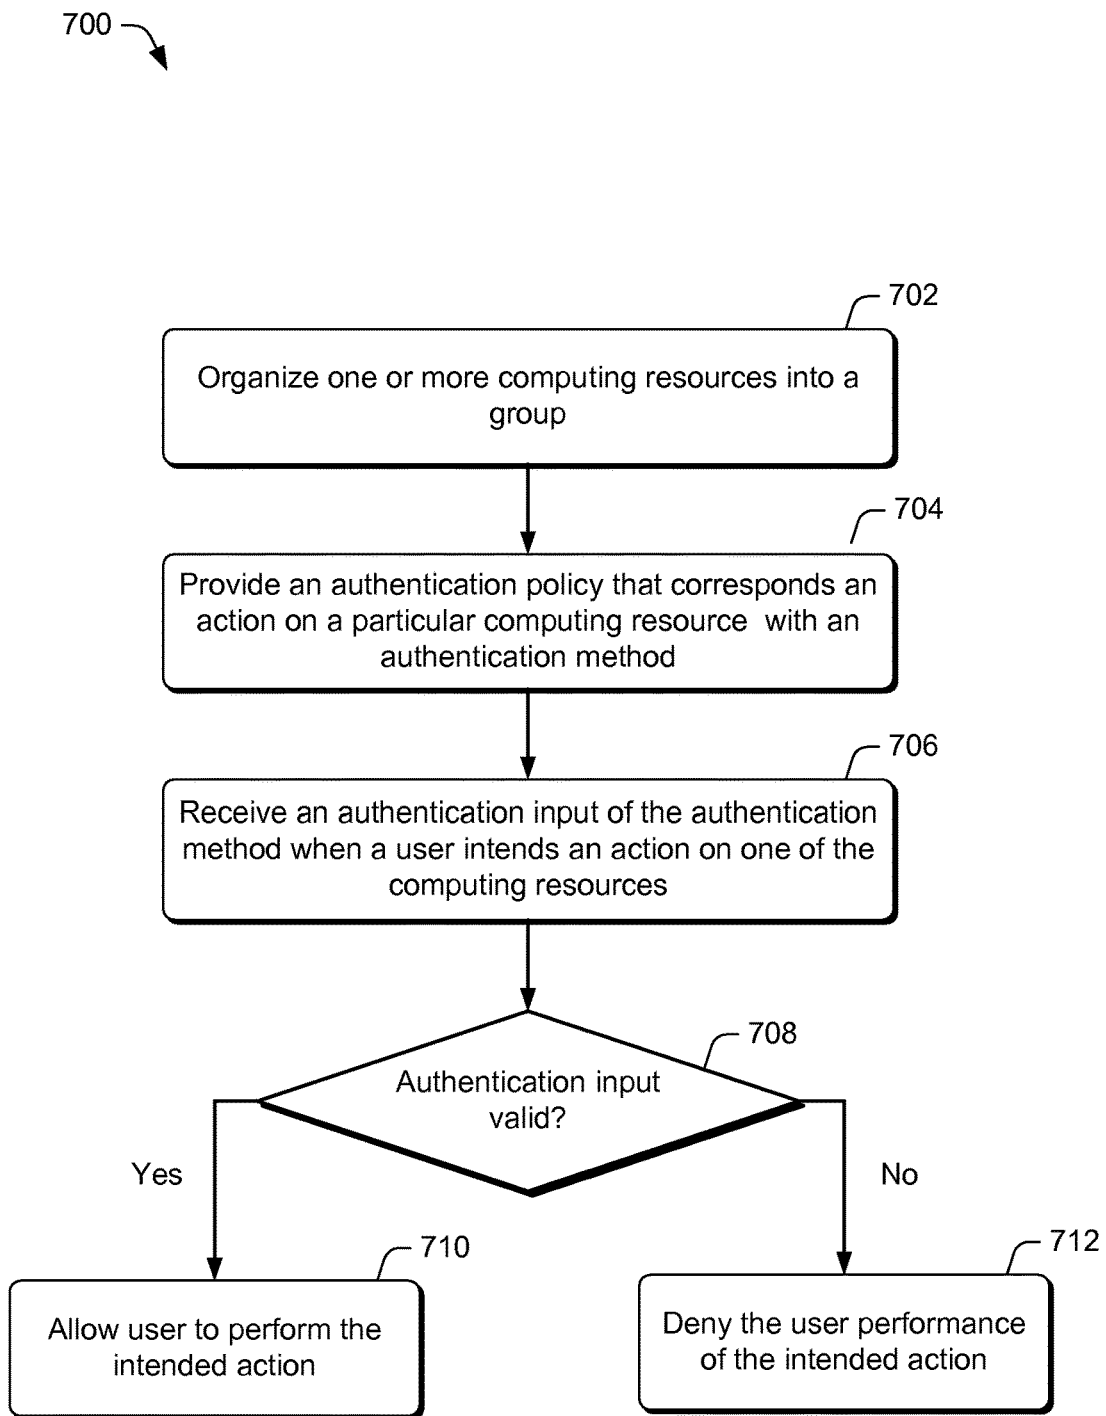 700
702
Organize one or more computing resources into a
group
704
Provide an authentication policy that corresponds an
action on a particular computing resource with an
authentication method
706
Receive an authentication input of the authentication
method when a user intends an action on one of the
computing resources
708
Authentication input
valid?
Yes
No
710
712
Allow user to perform the
intended action
Deny the user performance
of the intended action